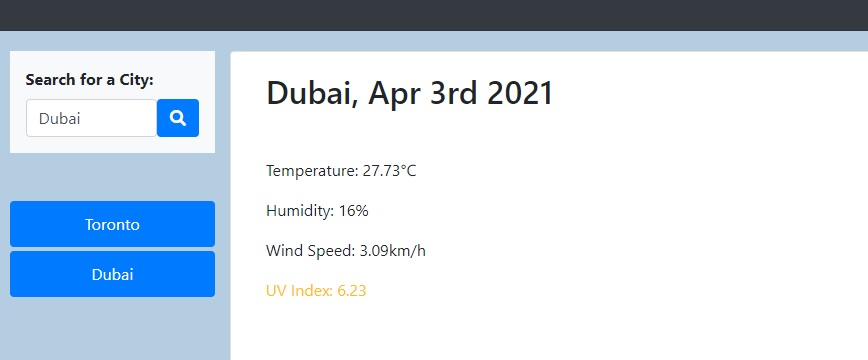 Search for a City:
Dubai
Toronto
Dubai
Dubai, Apr 3rd 2021
Temperature: 27.73°C
Humidity: 16%
Wind Speed: 3.09km/h
UV Index: 6.23